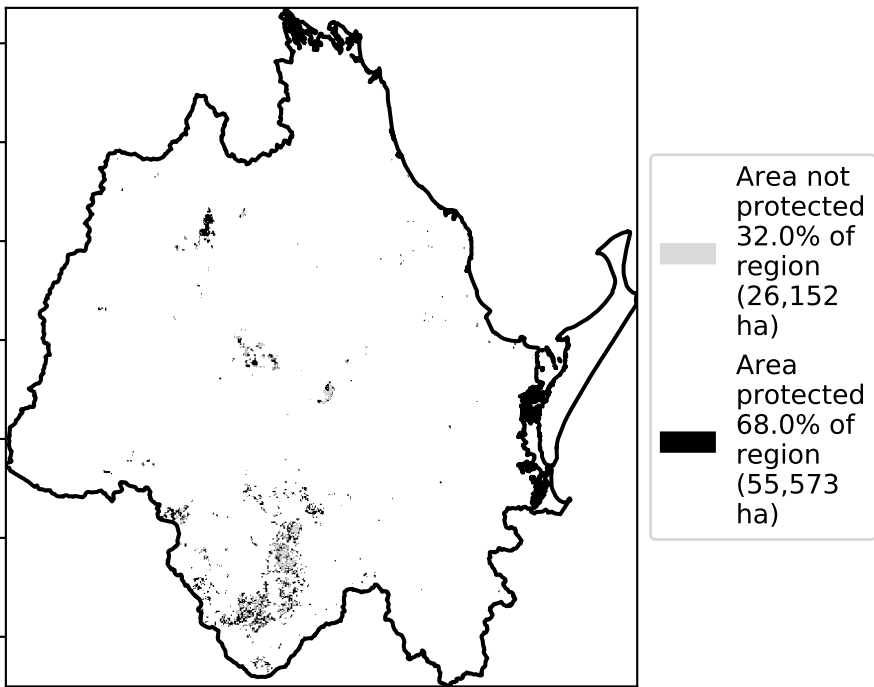 Area not
protected
32.0% of
region
(26,152
ha)
Area
protected
68.0% of
region
(55,573
ha)